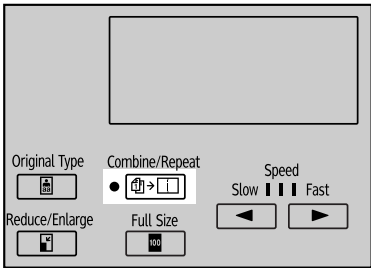 Original Type
Combine/Repeat
Speed
Slow Fast
Reduce/Enlarge
Full Size
100